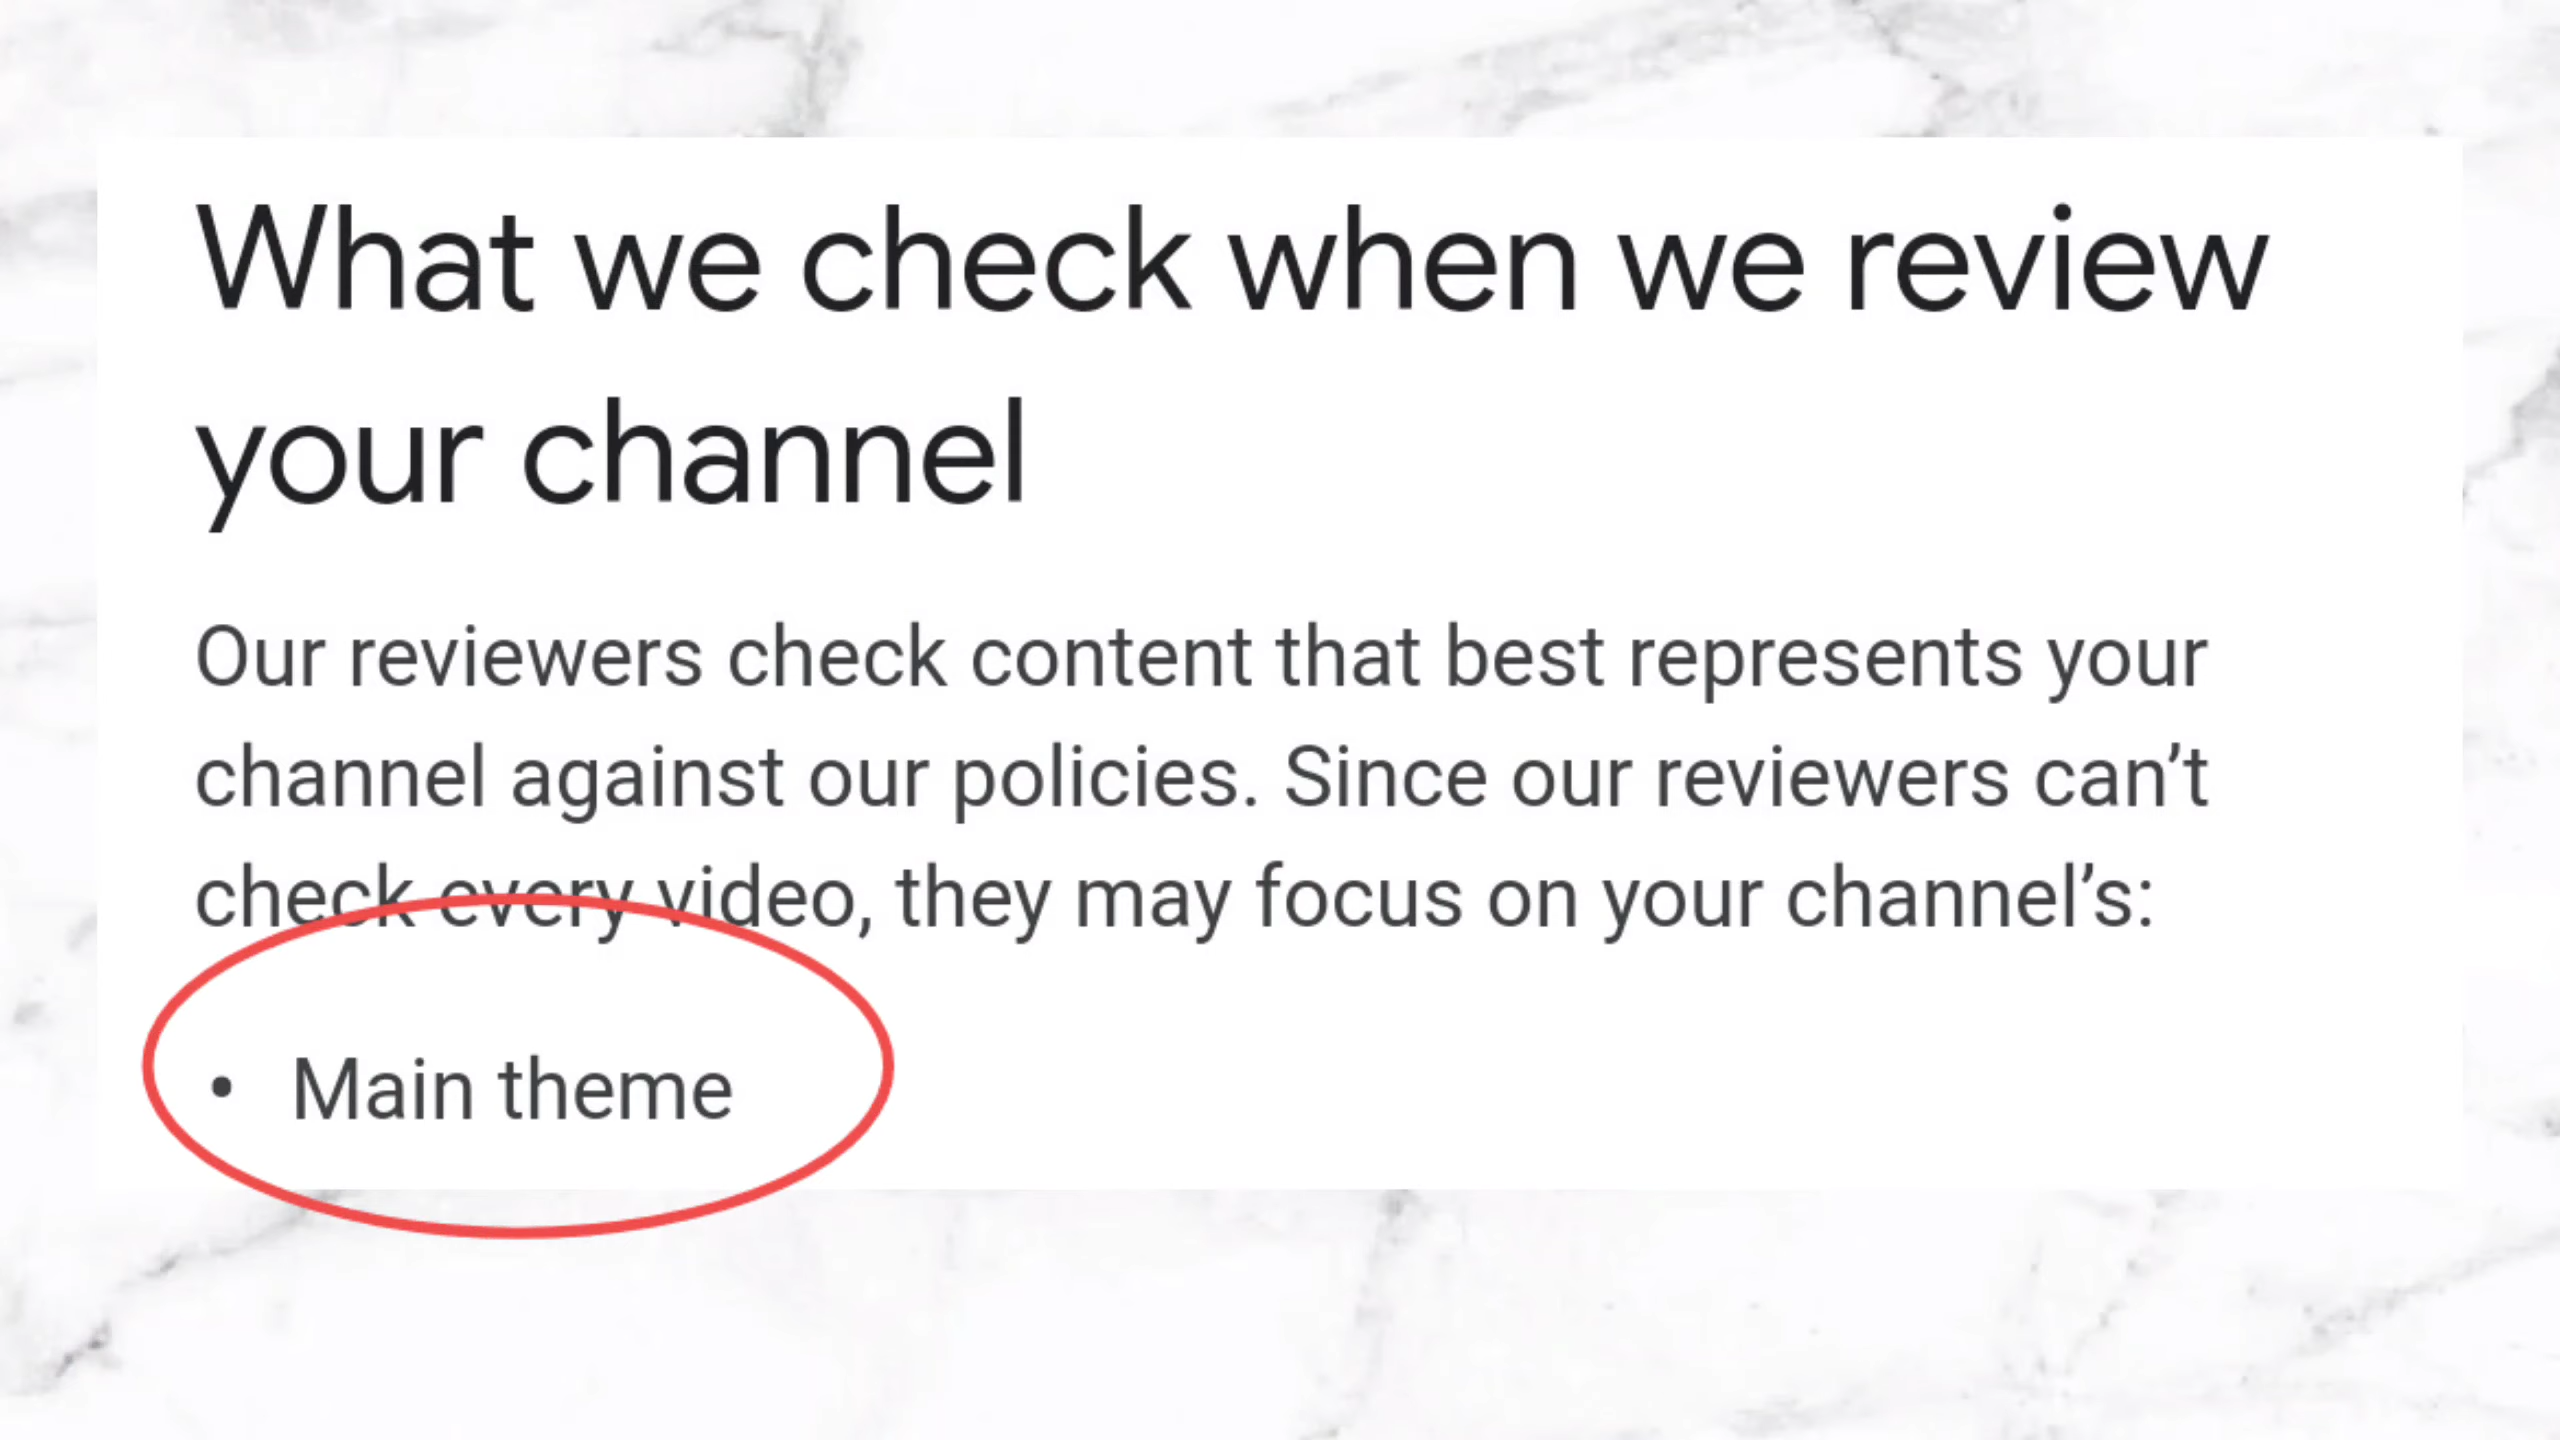 What we check when we review
your channel
Our reviewers check content that best represents your
channel against our policies. Since our reviewers can’t
check every video, they may focus on your channel’s:
• Main theme